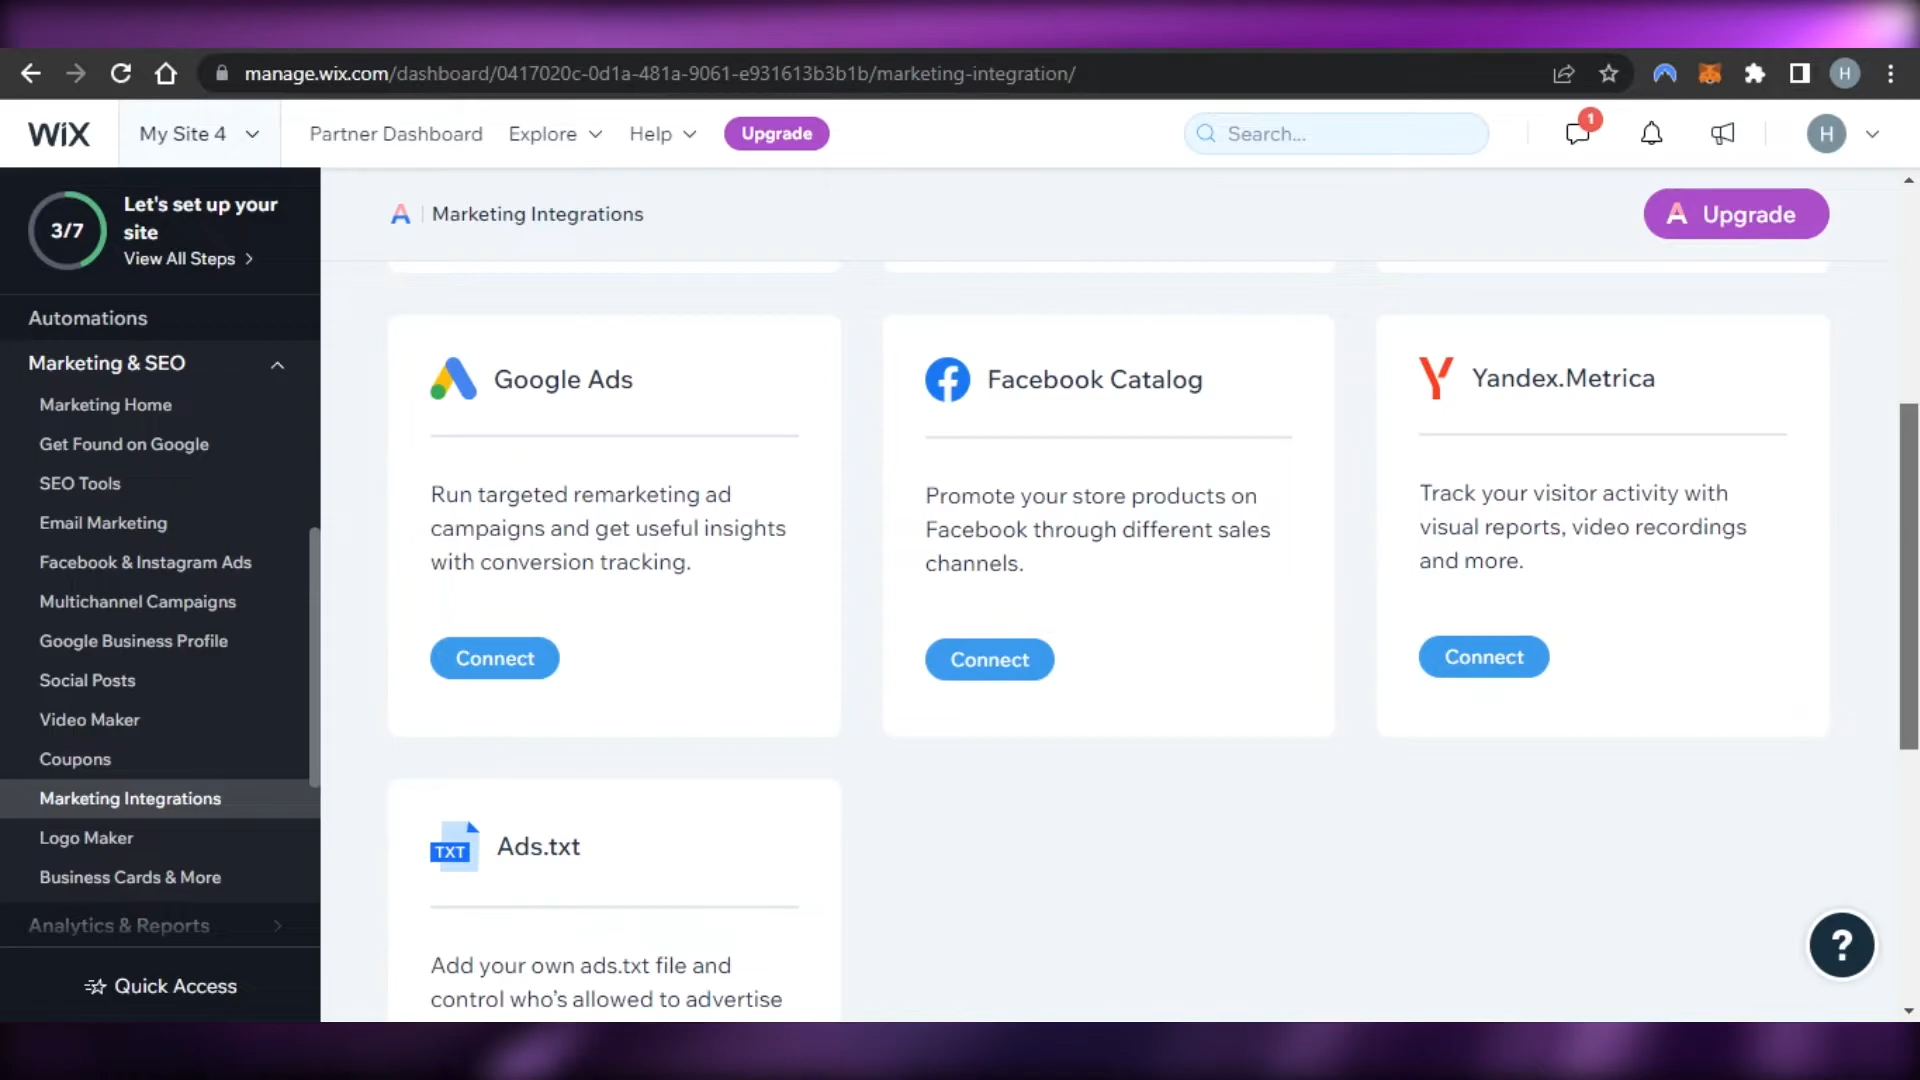 manage.wix.com/dashboard/0417020c-0d1a-481a-9061-e931613b3b1b/marketing-integration/
H
WiX
My Site 4
Partner Dashboard
Explore
Help
Upgrade
Search...
1
H
3/7
Let's set up your
site
View All Steps >
Automations
Marketing & SEO
Marketing Home
Get Found on Google
SEO Tools
Email Marketing
Facebook & Instagram Ads
Multichannel Campaigns
Google Business Profile
Social Posts
Video Maker
Coupons
Marketing Integrations
Logo Maker
Business Cards & More
Analytics & Reports
Quick Access
Marketing Integrations
Upgrade
Google Ads
Run targeted remarketing ad
campaigns and get useful insights
with conversion tracking.
Connect
Facebook Catalog
Promote your store products on
Facebook through different sales
channels.
Connect
Yandex.Metrica
Track your visitor activity with
visual reports, video recordings
and more.
Connect
TXT
Ads.txt
Add your own ads.txt file and
control who's allowed to advertise
?